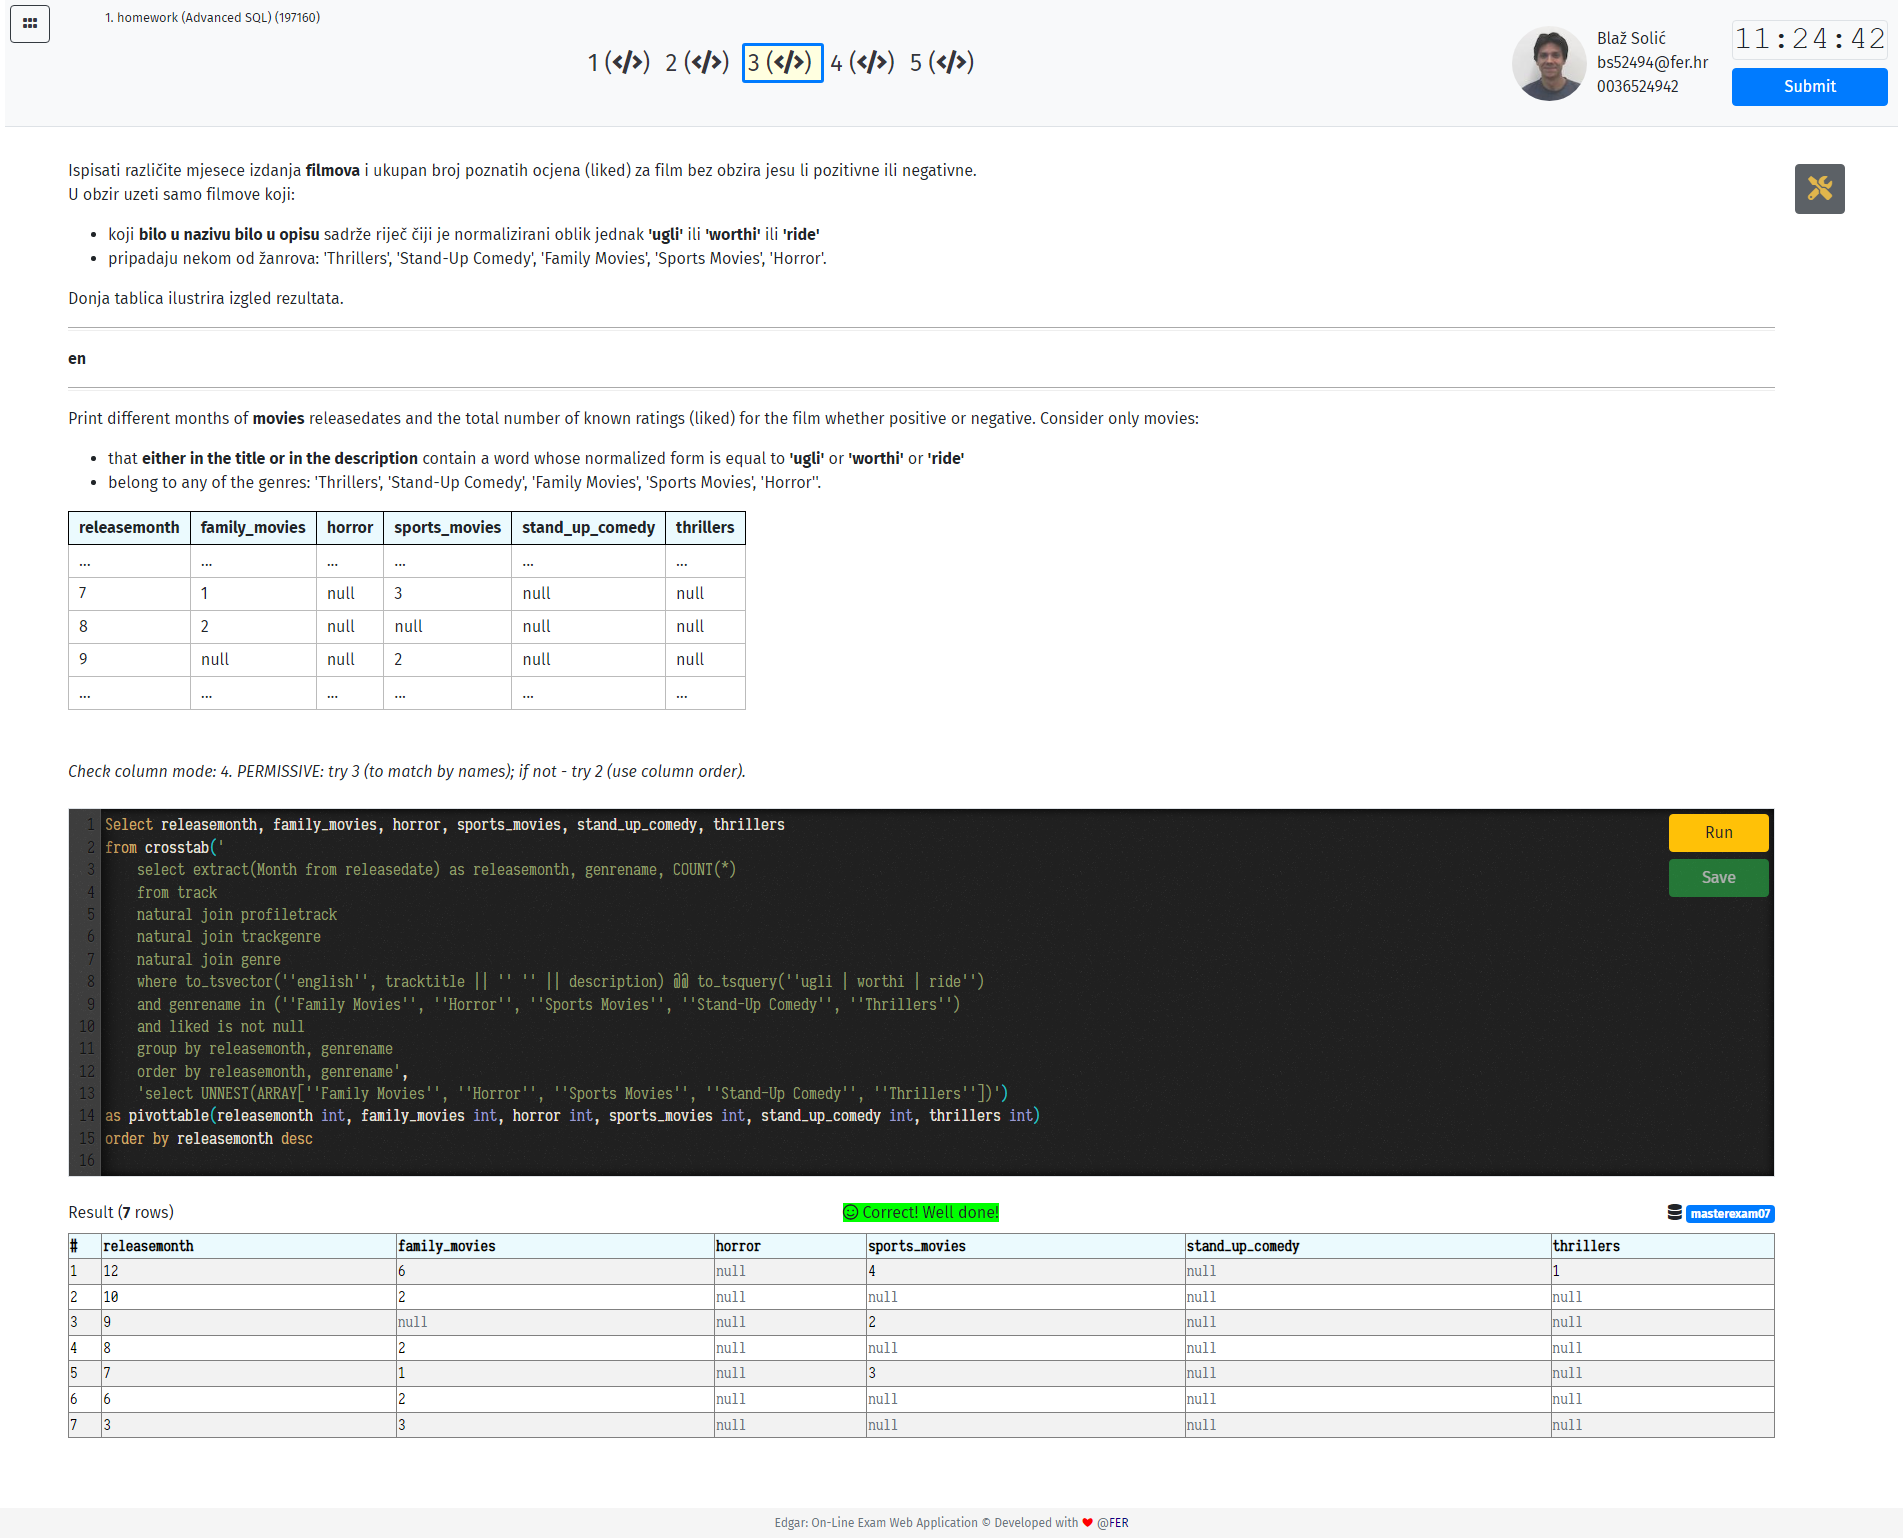 1. homework (Advanced SQL) (197160)
1 (</>) 2 (</>) 3 (</>) 4 (</>) 5 (</>)
Blaž Solić
bs52494@fer.hr
0036524942
11:24:42
Submit
Ispisati različite mjesece izdanja filmova i ukupan broj poznatih ocjena (liked) za film bez obzira jesu li pozitivne ili negativne.
U obzir uzeti samo filmove koji:
• koji bilo u nazivu bilo u opisu sadrže riječ čiji je normalizirani oblik jednak 'ugli' ili 'worthi' ili 'ride'
• pripadaju nekom od žanrova: 'Thrillers', 'Stand-Up Comedy', 'Family Movies', 'Sports Movies', 'Horror'.
Donja tablica ilustrira izgled rezultata.
en
Print different months of movies releasedates and the total number of known ratings (liked) for the film whether positive or negative. Consider only movies:
• that either in the title or in the description contain a word whose normalized form is equal to 'ugli' or 'worthi' or 'ride'
• belong to any of the genres: 'Thrillers', 'Stand-Up Comedy', 'Family Movies', 'Sports Movies', 'Horror''.
releasemonth family_movies horror sports_movies stand_up_comedy thrillers
... ... ... ... ... ...
7 1 null 3 null null
8 2 null null null null
9 null null 2 null null
... ... ... ... ... ...
Check column mode: 4. PERMISSIVE: try 3 (to match by names); if not - try 2 (use column order).
1 Select releasemonth, family_movies, horror, sports_movies, stand_up_comedy, thrillers
2 from crosstab('
3 select extract(Month from releasedate) as releasemonth, genrename, COUNT(*)
4 from track
5 natural join profiletrack
6 natural join trackgenre
7 natural join genre
8 where to_tsvector(''english'', tracktitle || '' '' || description) @@ to_tsquery(''ugli | worthi | ride'')
9 and genrename in (''Family Movies'', ''Horror'', ''Sports Movies'', ''Stand-Up Comedy'', ''Thrillers'')
10 and liked is not null
11 group by releasemonth, genrename
12 order by releasemonth, genrename',
13 'select UNNEST(ARRAY[''Family Movies'', ''Horror'', ''Sports Movies'', ''Stand-Up Comedy'', ''Thrillers''])')
14 as pivottable(releasemonth int, family_movies int, horror int, sports_movies int, stand_up_comedy int, thrillers int)
15 order by releasemonth desc
16
Run
Save
Result (7 rows)
Correct! Well done!
masterexam07
# releasemonth family_movies horror sports_movies stand_up_comedy thrillers
1 12 6 null 4 null 1
2 10 2 null null null null
3 9 null null 2 null null
4 8 2 null null null null
5 7 1 null 3 null null
6 6 2 null null null null
7 3 3 null null null null
Edgar: On-Line Exam Web Application © Developed with ❤ @FER